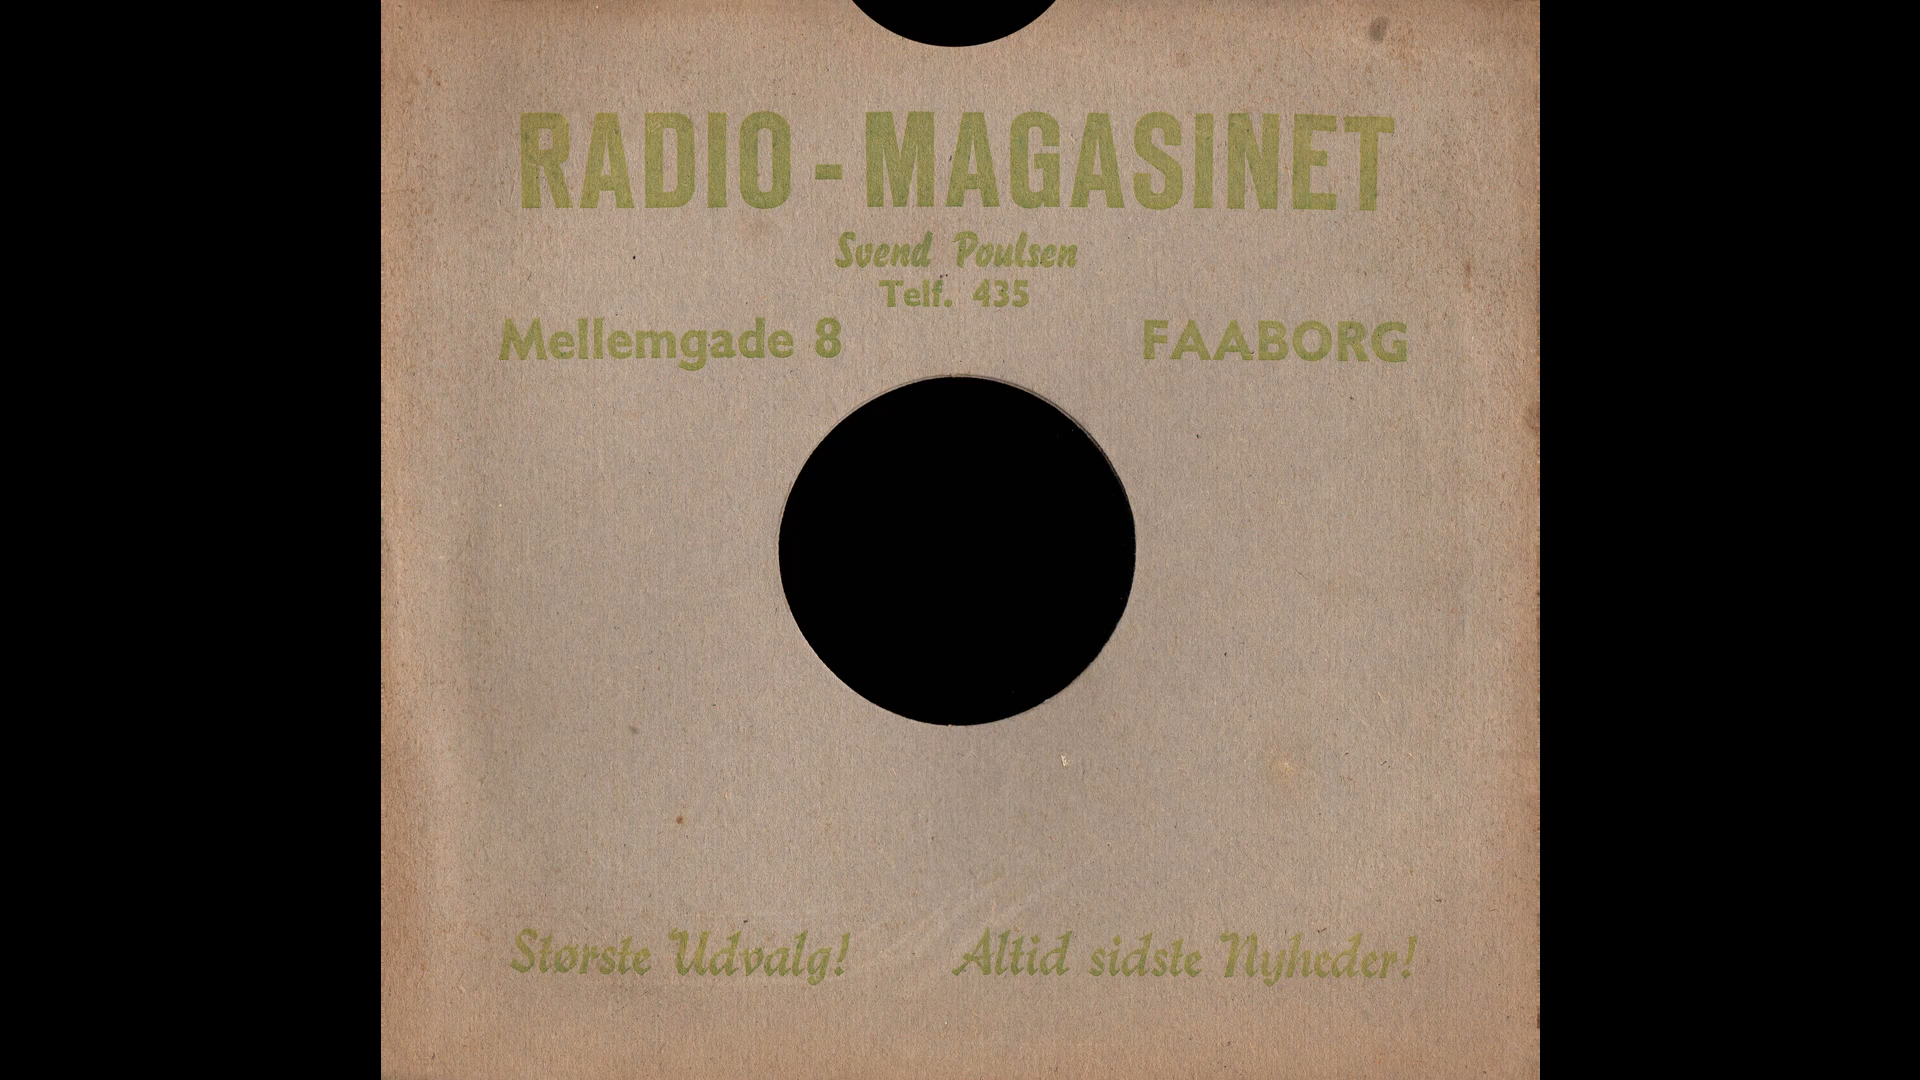 RADIO - MAGASINET
Svend Poulsen
Telf. 435
Mellemgade 8 FAABORG
Største Udvalg! Altid sidste Nyheder!